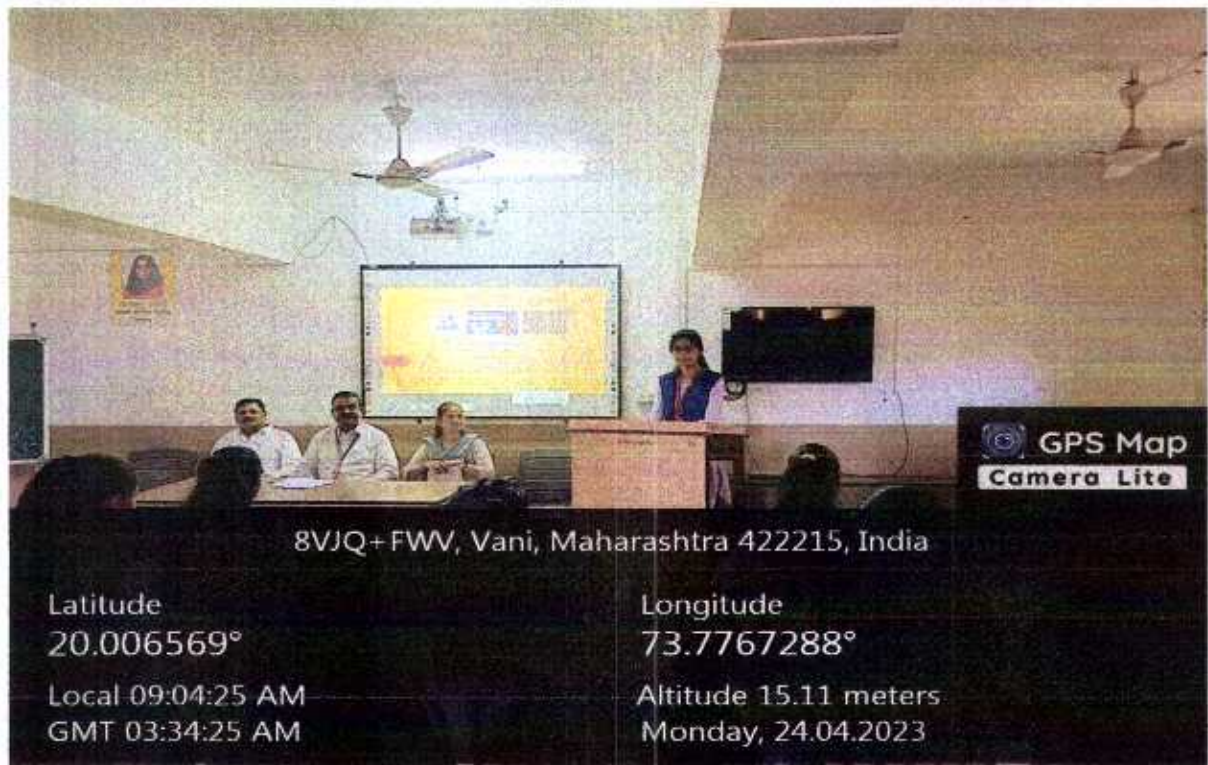 GPS Map
Camera Lite
8VJQ+FWV, Vani, Maharashtra 422215, India
Latitude
20.006569°
Longitude
73.7767288°
Local 09:04:25 AM
GMT 03:34:25 AM
Altitude 15.11 meters
Monday, 24.04.2023